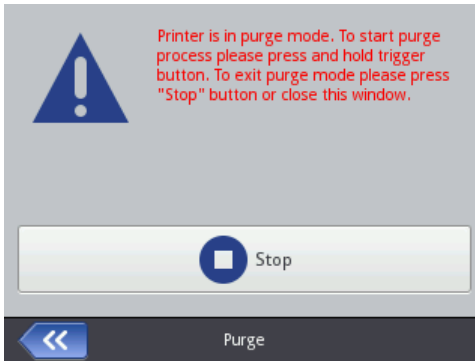 Printer is in purge mode. To start purge
process please press and hold trigger
button. To exit purge mode please press
"Stop" button or close this window.
Stop
Purge